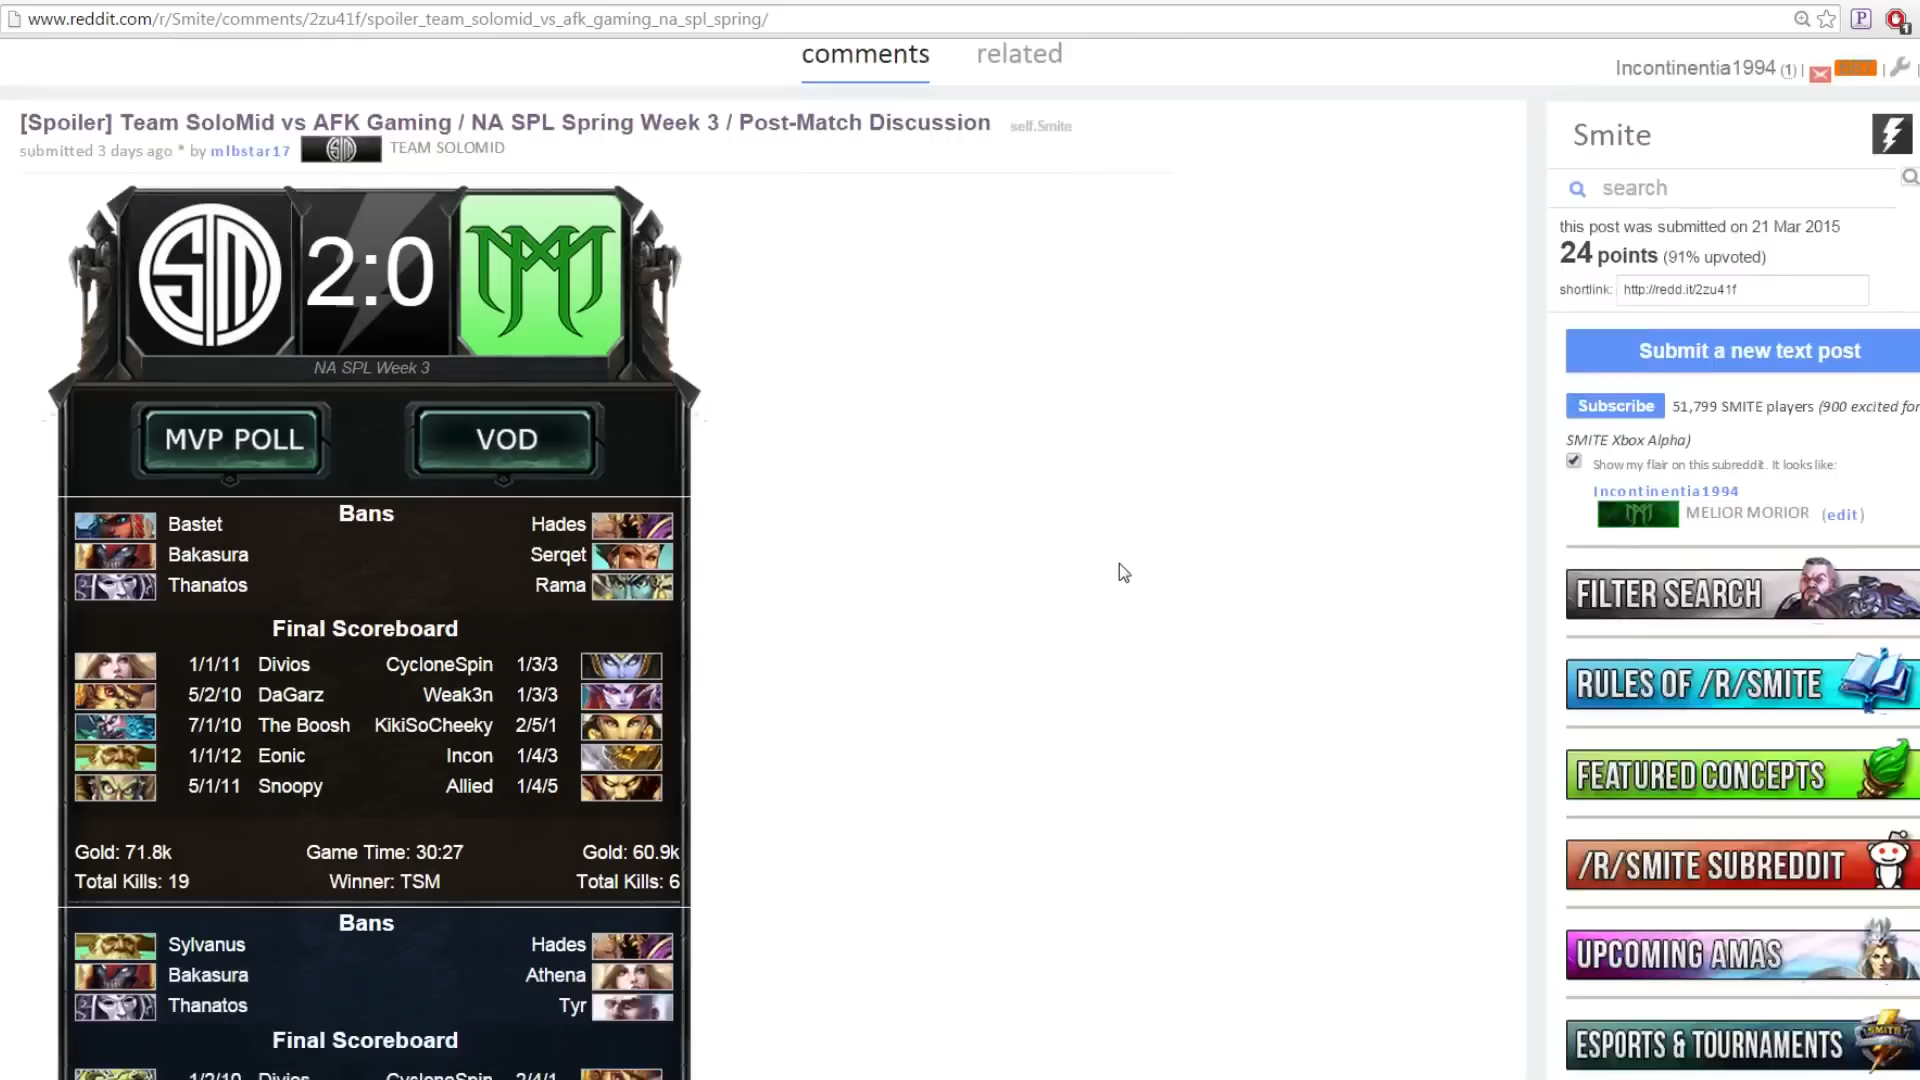 www.reddit.com/r/Smite/comments/2zu41f/spoiler_team_solomid_vs_afk_gaming_na_spl_spring/
comments related
Incontinentia1994 (1) |
[Spoiler] Team SoloMid vs AFK Gaming / NA SPL Spring Week 3 / Post-Match Discussion self.Smite
submitted 3 days ago * by mlbstar17 TEAM SOLOMID
2:0
NA SPL Week 3
MVP POLL VOD
Bans
Bastet Hades
Bakasura Serqet
Thanatos Rama
Final Scoreboard
1/1/11 Divios CycloneSpin 1/3/3
5/2/10 DaGarz Weak3n 1/3/3
7/1/10 The Boosh KikiSoCheeky 2/5/1
1/1/12 Eonic Incon 1/4/3
5/1/11 Snoopy Allied 1/4/5
Gold: 71.8k Game Time: 30:27 Gold: 60.9k
Total Kills: 19 Winner: TSM Total Kills: 6
Bans
Sylvanus Hades
Bakasura Athena
Thanatos Tyr
Final Scoreboard
1/2/10 Divios CycloneSpin 2/4/1
Smite
search
this post was submitted on 21 Mar 2015
24 points (91% upvoted)
shortlink: http://redd.it/2zu41f
Submit a new text post
Subscribe 51,799 SMITE players (900 excited for
SMITE Xbox Alpha)
Show my flair on this subreddit. It looks like:
Incontinentia1994
MELIOR MORIOR (edit)
FILTER SEARCH
RULES OF /R/SMITE
FEATURED CONCEPTS
/R/SMITE SUBREDDIT
UPCOMING AMAS
ESPORTS & TOURNAMENTS